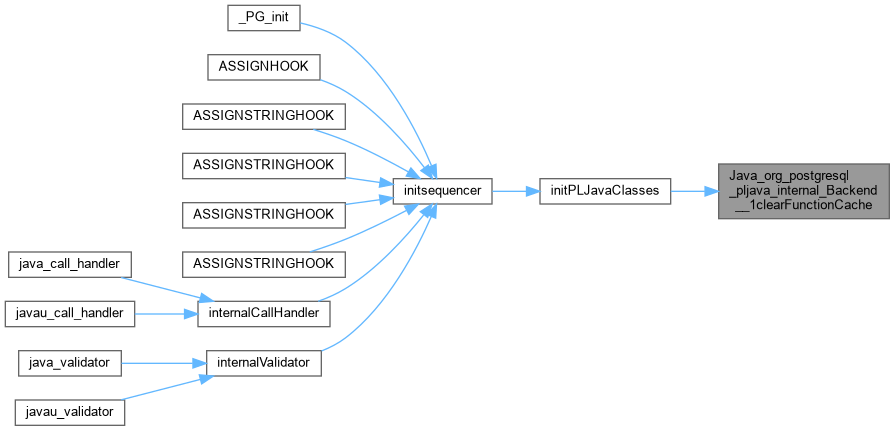 _PG_init
ASSIGNHOOK
ASSIGNSTRINGHOOK
ASSIGNSTRINGHOOK
ASSIGNSTRINGHOOK
ASSIGNSTRINGHOOK
java_call_handler
javau_call_handler
internalCallHandler
java_validator
javau_validator
internalValidator
initsequencer
initPLJavaClasses
Java_org_postgresql
_pljava_internal_Backend
__1clearFunctionCache